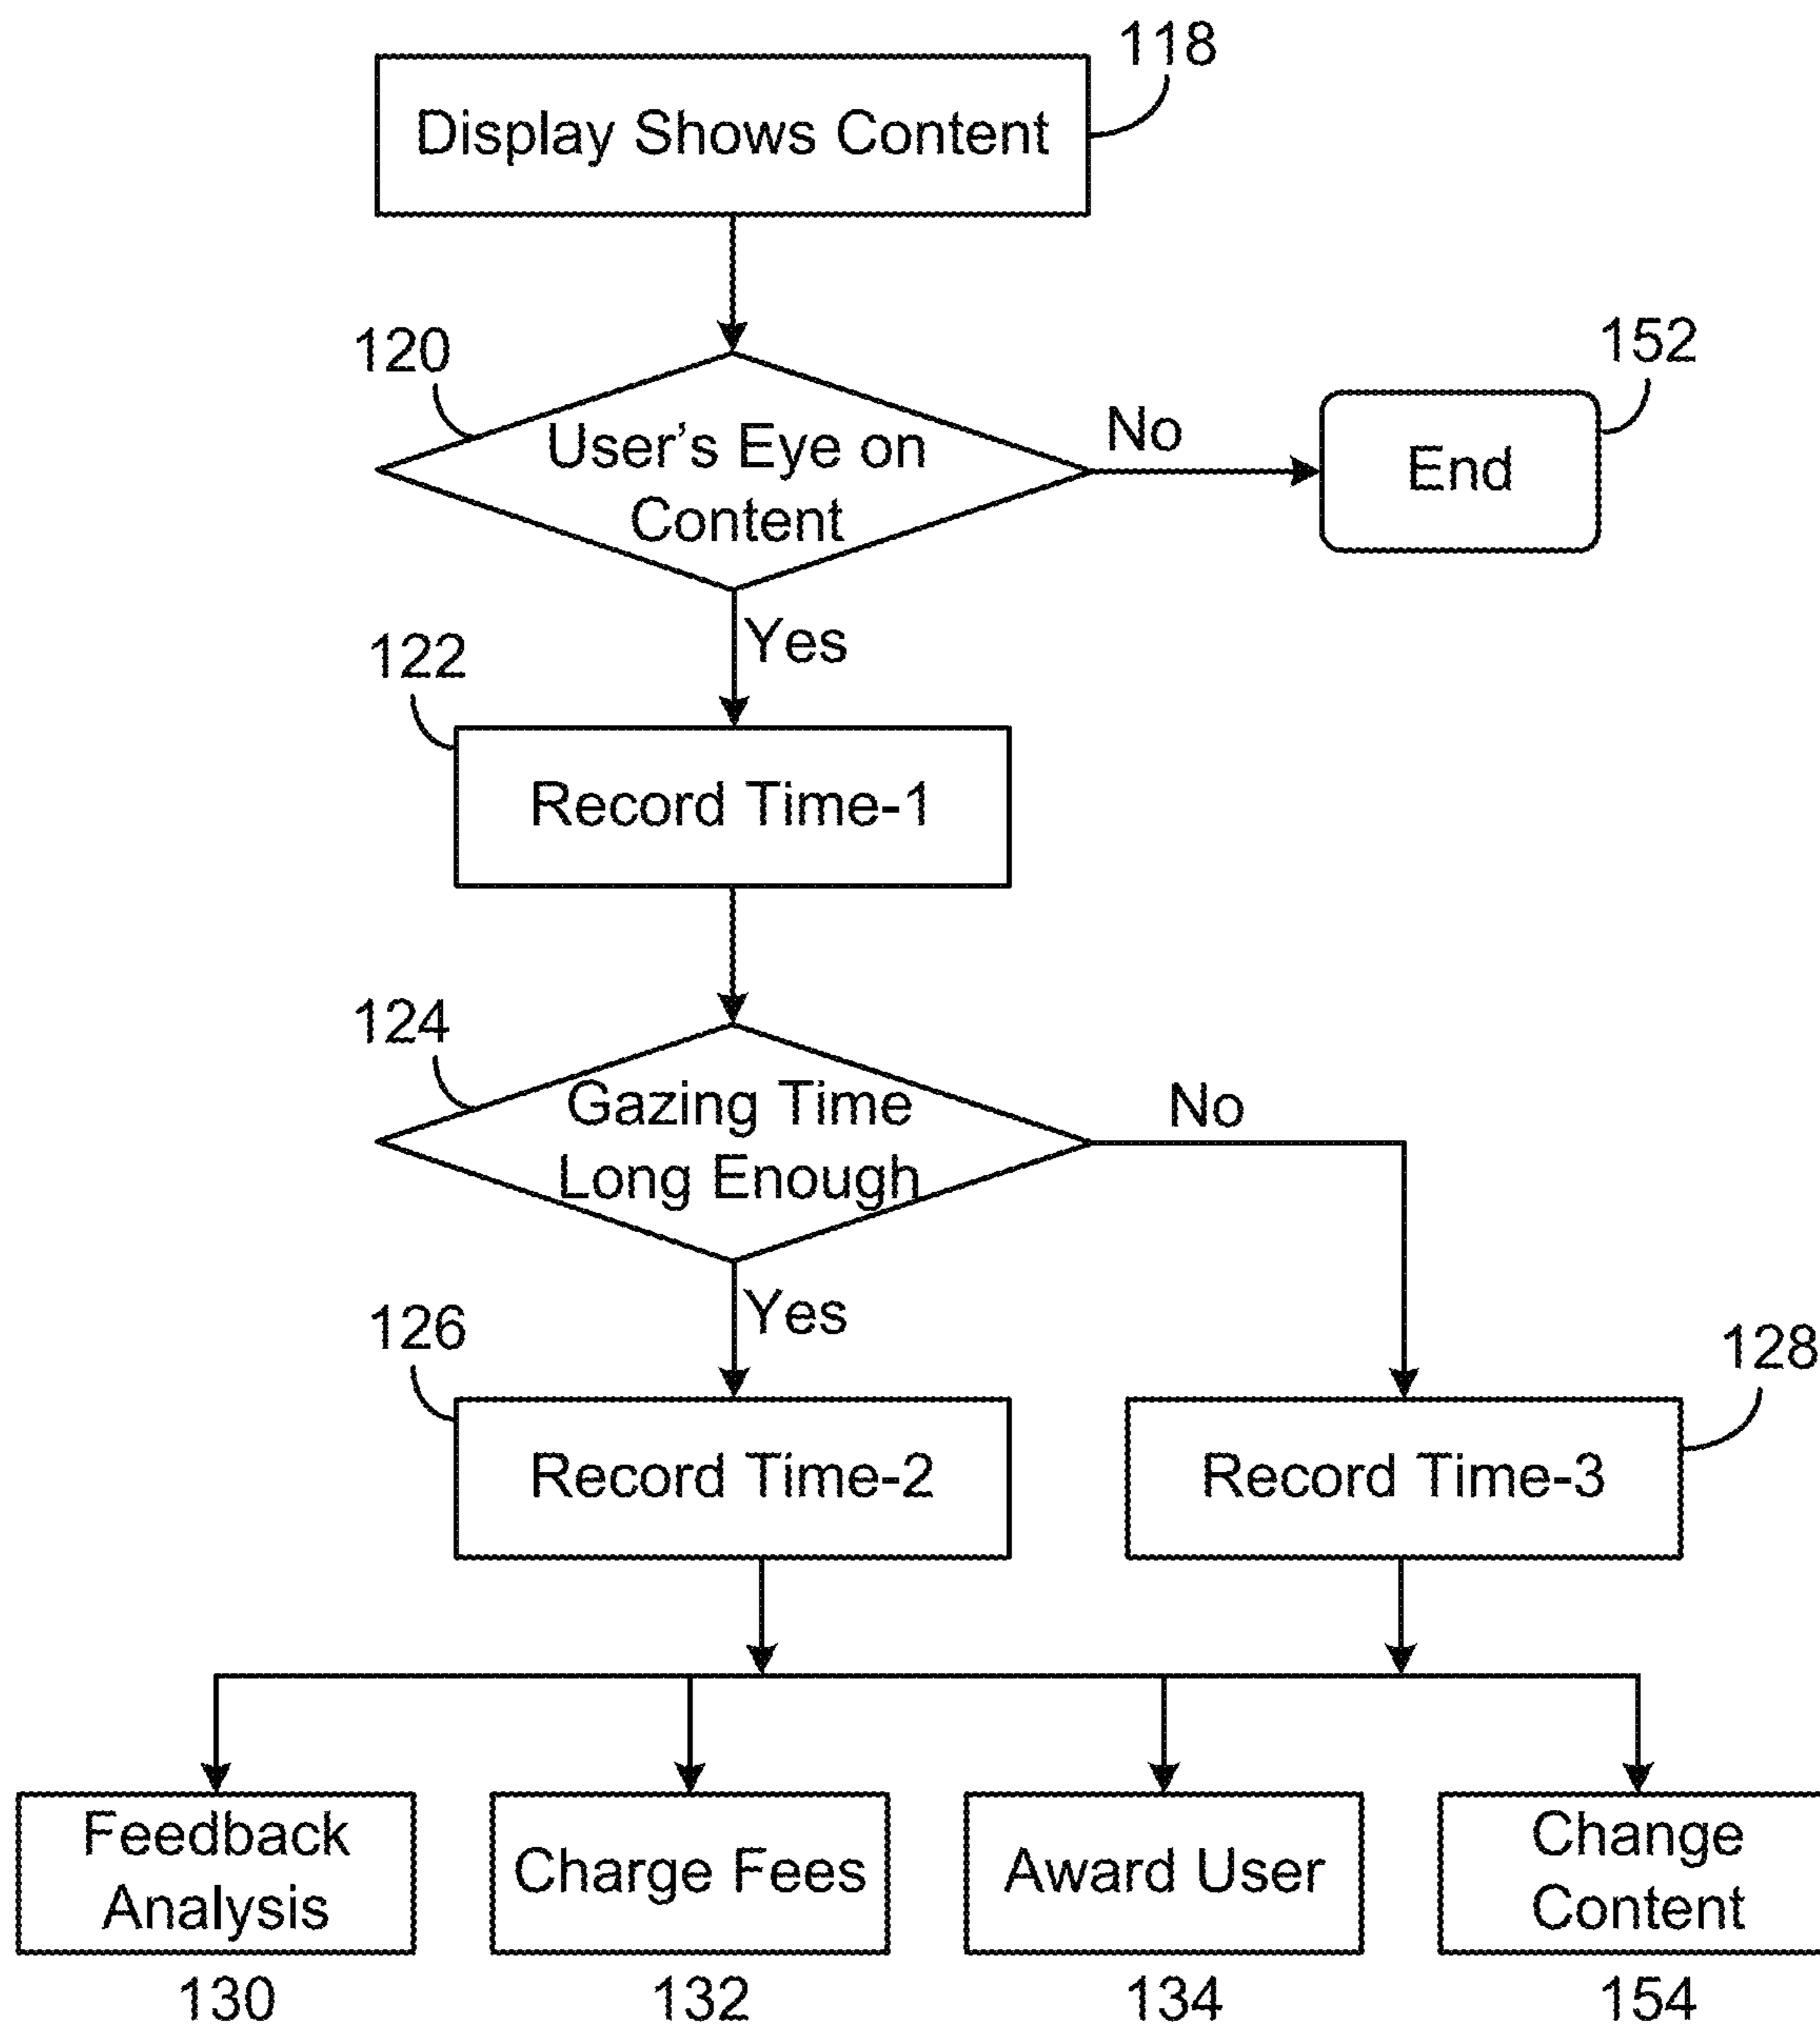 118
Display Shows Content
120
152
User's Eye on
Content
No
End
Yes
122
Record Time-1
124
Gazing Time
Long Enough
No
Yes
126
128
Record Time-2
Record Time-3
Feedback
Analysis
Charge Fees
Award User
Change
Content
130
132
134
154